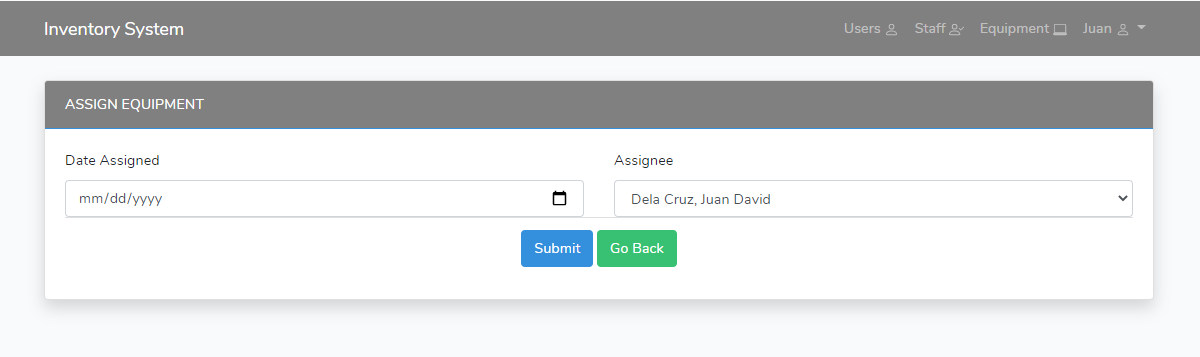 Inventory System Users Staff Equipment Juan
ASSIGN EQUIPMENT
Date Assigned Assignee
mm/dd/yyyy Dela Cruz, Juan David
Submit Go Back